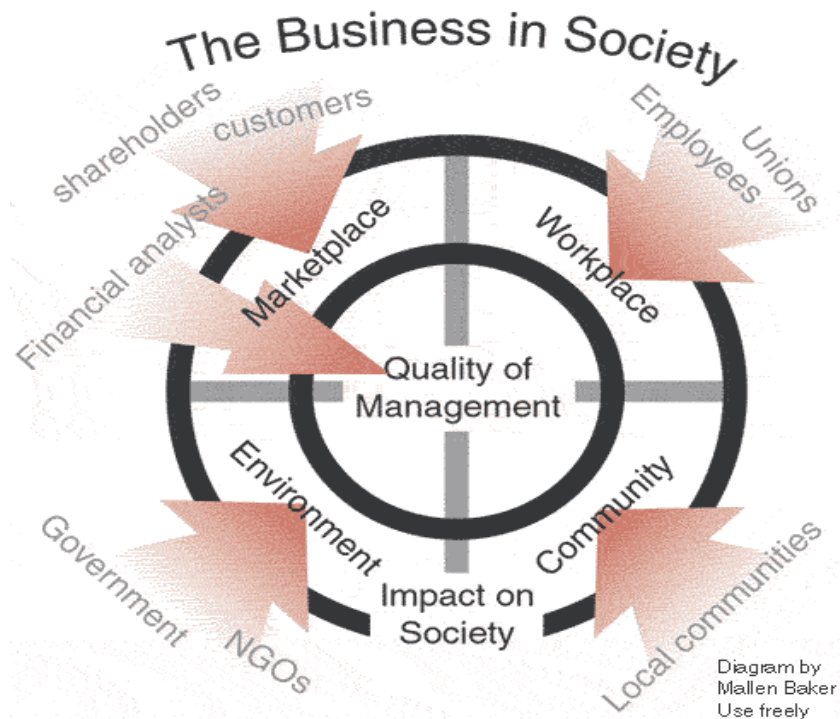 The Business in Society
shareholders
customers
Employees
Unions
Financial analysts
Marketplace
Workplace
Quality of
Management
Environment
Community
Government
NGOs
Impact on
Society
Local communities
Diagram by
Mallen Baker
Use freely